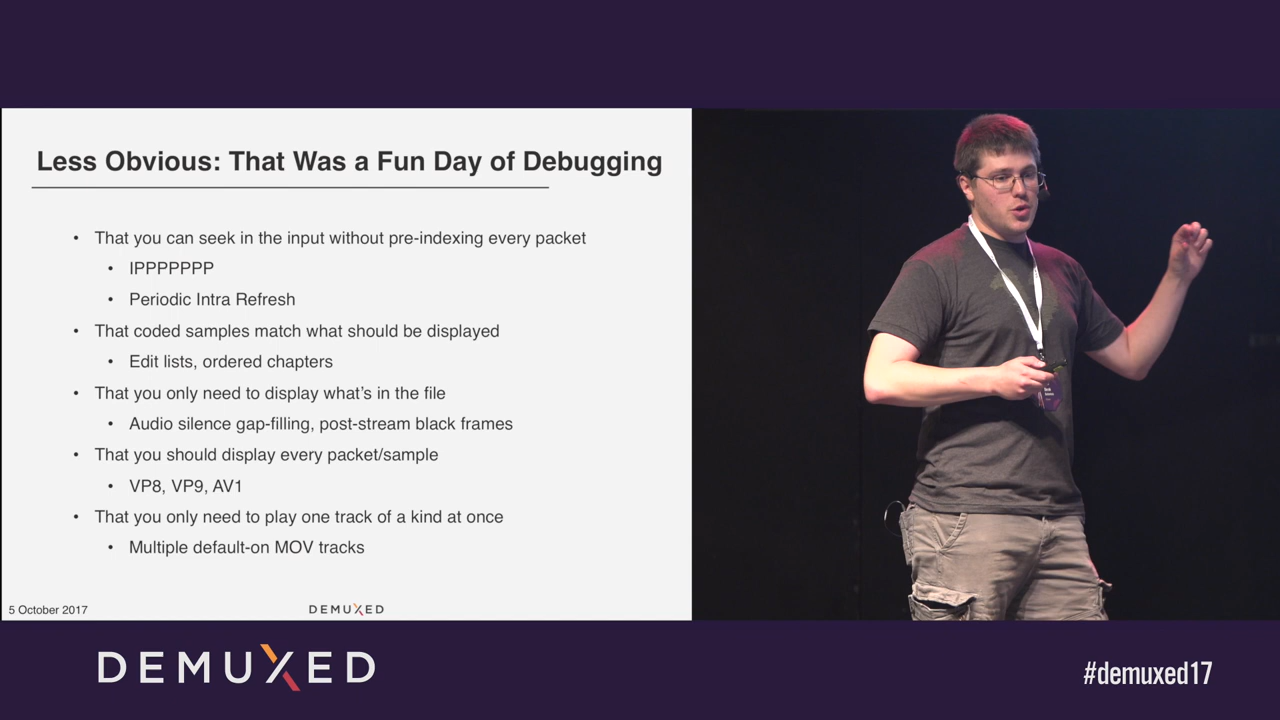 Less Obvious: That Was a Fun Day of Debugging
• That you can seek in the input without pre-indexing every packet
• IPPPPPPP
• Periodic Intra Refresh
• That coded samples match what should be displayed
• Edit lists, ordered chapters
• That you only need to display what's in the file
• Audio silence gap-filling, post-stream black frames
• That you should display every packet/sample
• VP8, VP9, AV1
• That you only need to play one track of a kind at once
• Multiple default-on MOV tracks
5 October 2017
DEMUXED
DEMUXED
#demuxed17